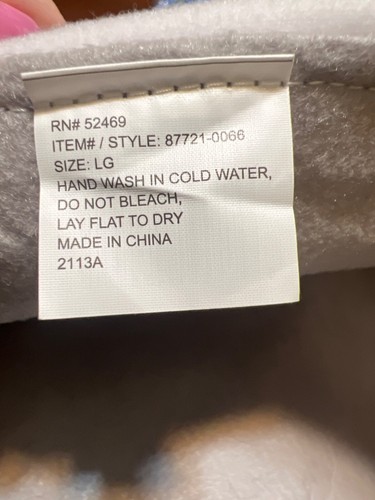 RN# 52469
ITEM# / STYLE: 87721-0066
SIZE: LG
HAND WASH IN COLD WATER,
DO NOT BLEACH,
LAY FLAT TO DRY
MADE IN CHINA
2113A